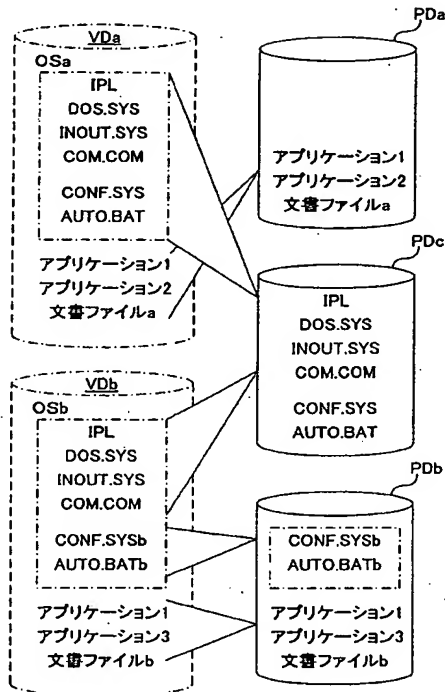 VDa
OSa
IPL
DOS.SYS
INOUT.SYS
COM.COM
CONF.SYS
AUTO.BAT
アプリケーション1
アプリケーション2
文書ファイルa
PDa
アプリケーション1
アプリケーション2
文書ファイルa
PDc
IPL
DOS.SYS
INOUT.SYS
COM.COM
CONF.SYS
AUTO.BAT
VDb
OSb
IPL
DOS.SYS
INOUT.SYS
COM.COM
CONF.SYSb
AUTO.BATb
アプリケーション1
アプリケーション3
文書ファイルb
PDb
CONF.SYSb
AUTO.BATb
アプリケーション1
アプリケーション3
文書ファイルb